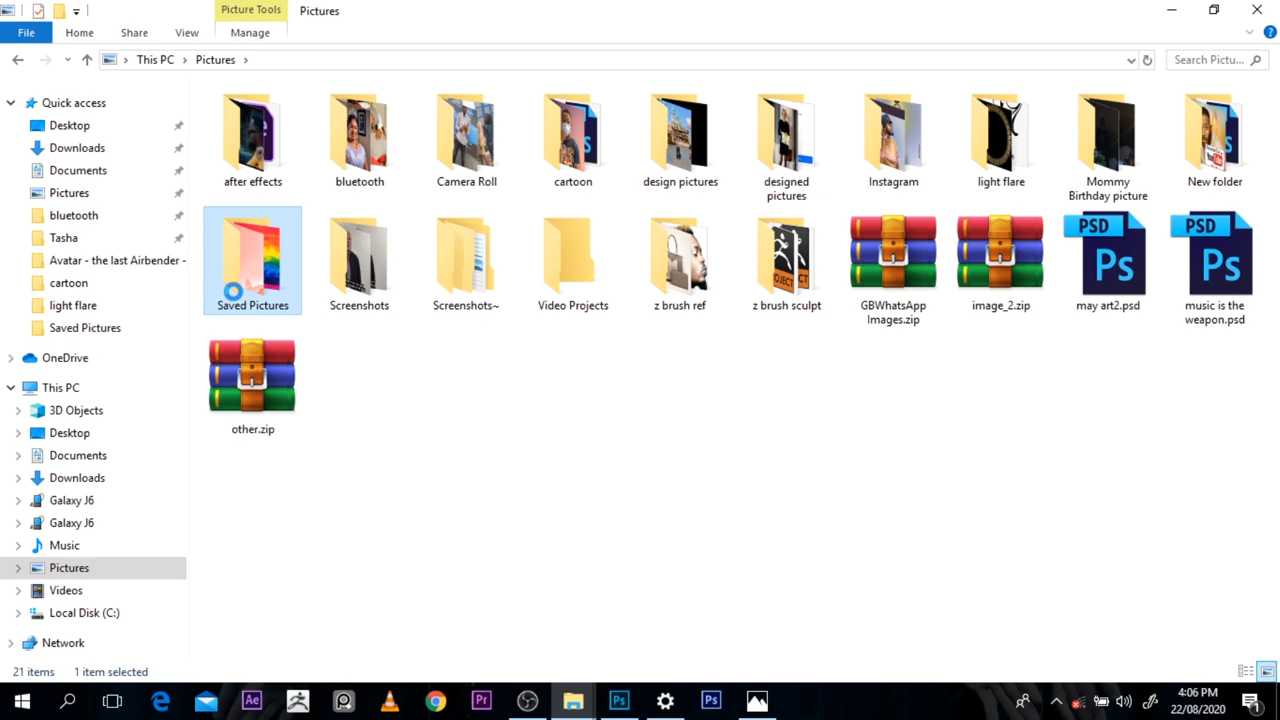 Picture Tools
Pictures
File
Home
Share
View
Manage
This PC
Pictures
Search Pictu...
Quick access
Desktop
Downloads
Documents
Pictures
bluetooth
Tasha
Avatar - the last Airbender -
cartoon
light flare
Saved Pictures
OneDrive
This PC
3D Objects
Desktop
Documents
Downloads
Galaxy J6
Galaxy J6
Music
Pictures
Videos
Local Disk (C:)
Network
after effects
bluetooth
Camera Roll
cartoon
design pictures
designed
pictures
Instagram
light flare
Mommy
Birthday picture
New folder
Saved Pictures
Screenshots
Screenshots~
Video Projects
z brush ref
z brush sculpt
GBWhatsApp
Images.zip
image_2.zip
PSD
Ps
may art2.psd
PSD
Ps
music is the
weapon.psd
other.zip
21 items
1 item selected
Ae
Pr
Ps
Ps
4:06 PM
22/08/2020
1